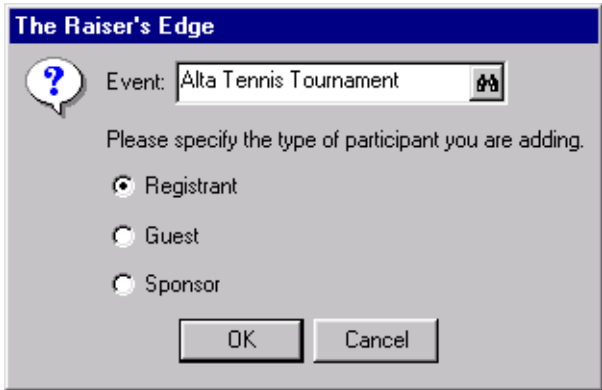 The Raiser's Edge
Event: Alta Tennis Tournament
Please specify the type of participant you are adding.
Registrant
Guest
Sponsor
OK Cancel